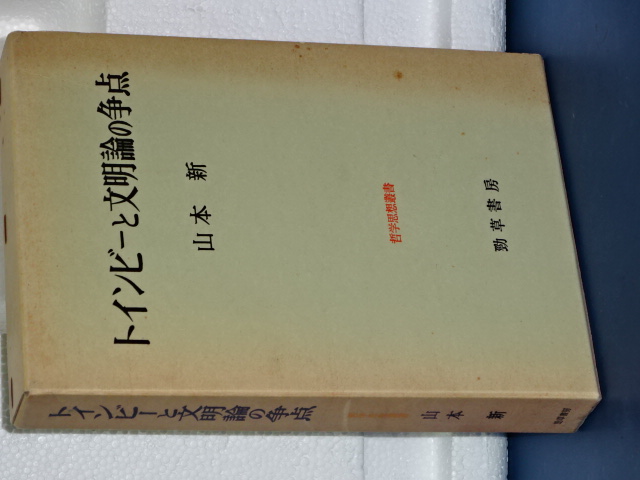 トインビーと文明論の争点
山本 新
哲学思想叢書
勁草書房
トインビーと文明論の争点
山本 新